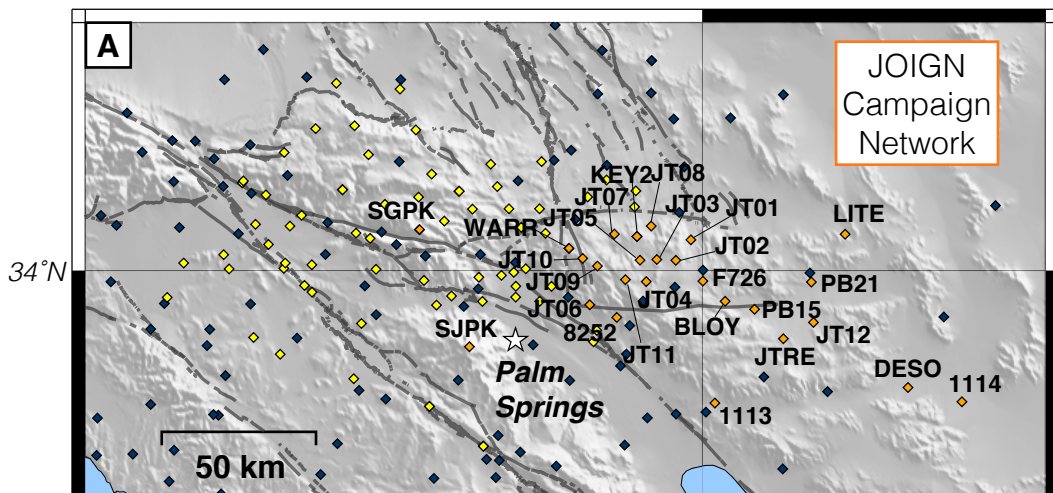 A
JOIGN
Campaign
Network
KEY2
JT08
JT07
JT03
SGPK
JT05
JT01
LITE
WARR
JT02
JT10
34°N
JT09
F726
PB21
JT06
JT04
PB15
SJPK
8252
BLOY
JT12
JT11
JTRE
Palm
Springs
DESO
1114
1113
50 km